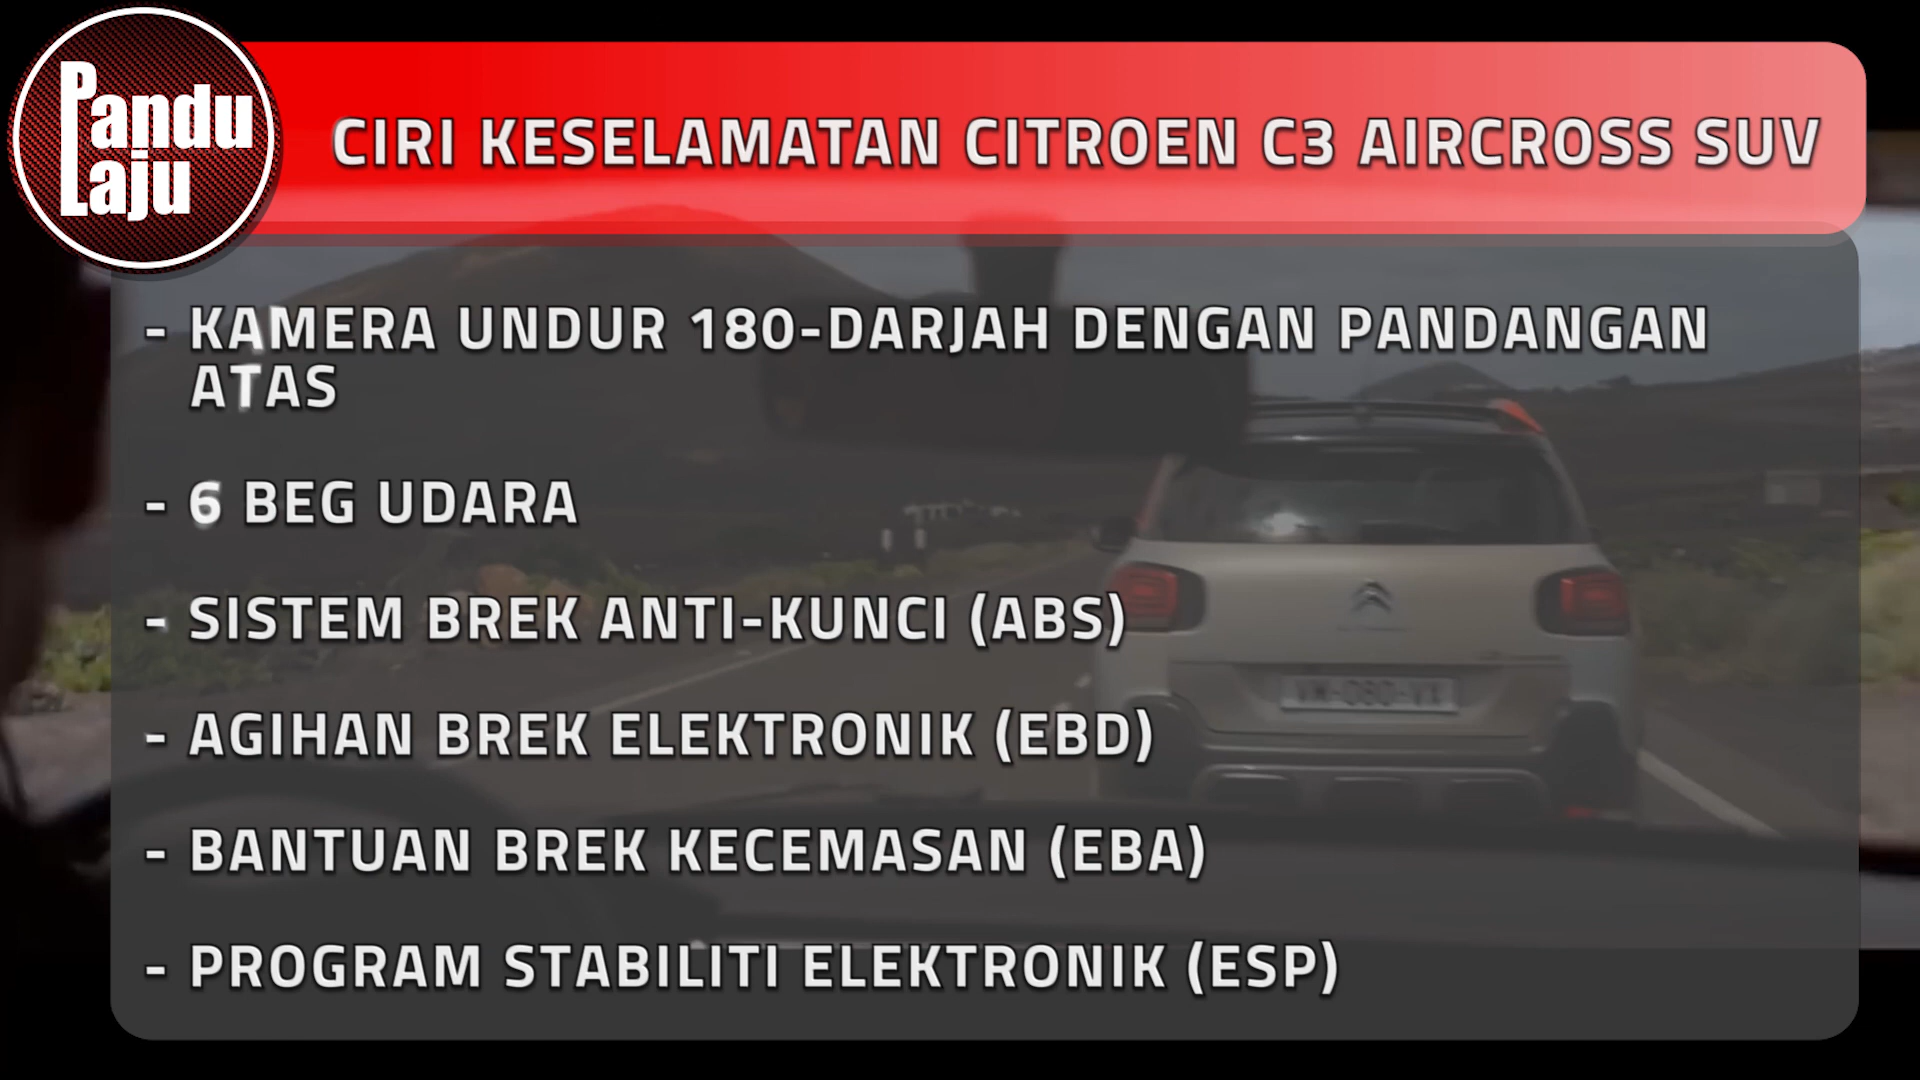 Pandu
Laju
CIRI KESELAMATAN CITROEN C3 AIRCROSS SUV
- KAMERA UNDUR 180-DARJAH DENGAN PANDANGAN
ATAS
- 6 BEG UDARA
- SISTEM BREK ANTI-KUNCI (ABS)
- AGIHAN BREK ELEKTRONIK (EBD)
- BANTUAN BREK KECEMASAN (EBA)
- PROGRAM STABILITI ELEKTRONIK (ESP)